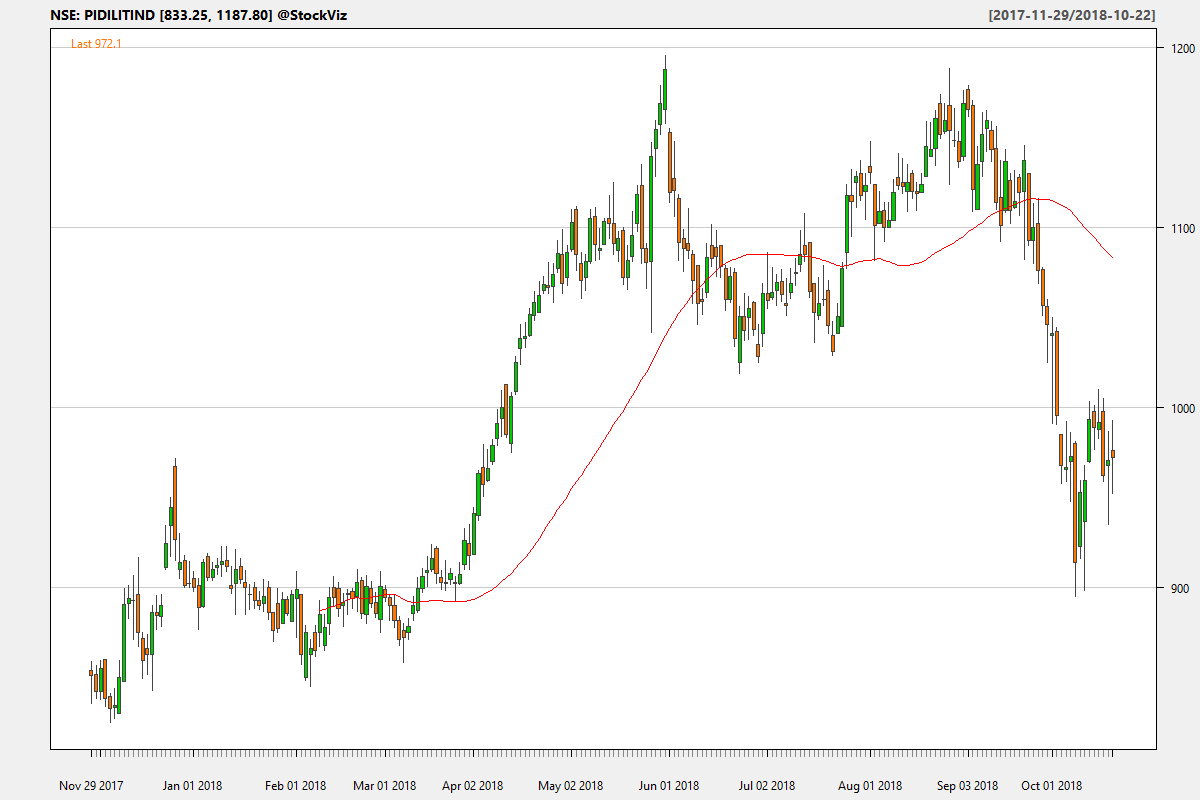 NSE: PIDILITIND [833.25, 1187.80] @StockViz
[2017-11-29/2018-10-22]
Last 972.1
1200
1100
1000
900
Nov 29 2017 Jan 01 2018 Feb 01 2018 Mar 01 2018 Apr 02 2018 May 02 2018 Jun 01 2018 Jul 02 2018 Aug 01 2018 Sep 03 2018 Oct 01 2018